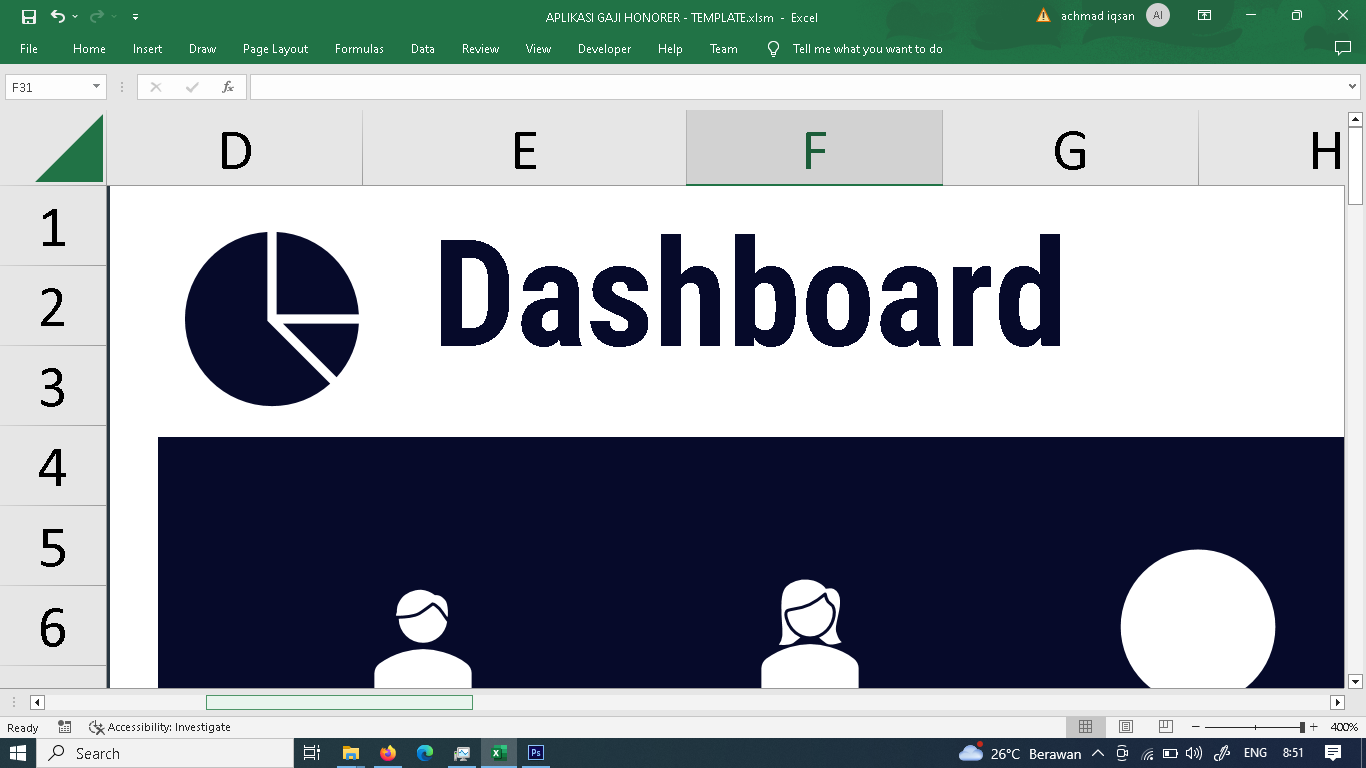 APLIKASI GAJI HONORER - TEMPLATE.xlsm - Excel
achmad iqsan
AI
File Home Insert Draw Page Layout Formulas Data Review View Developer Help Team Tell me what you want to do
F31
fx
D E F G H
1
2
3
4
5
6
Dashboard
Ready
Accessibility: Investigate
400%
Search
Ps
26°C Berawan
ENG
8:51